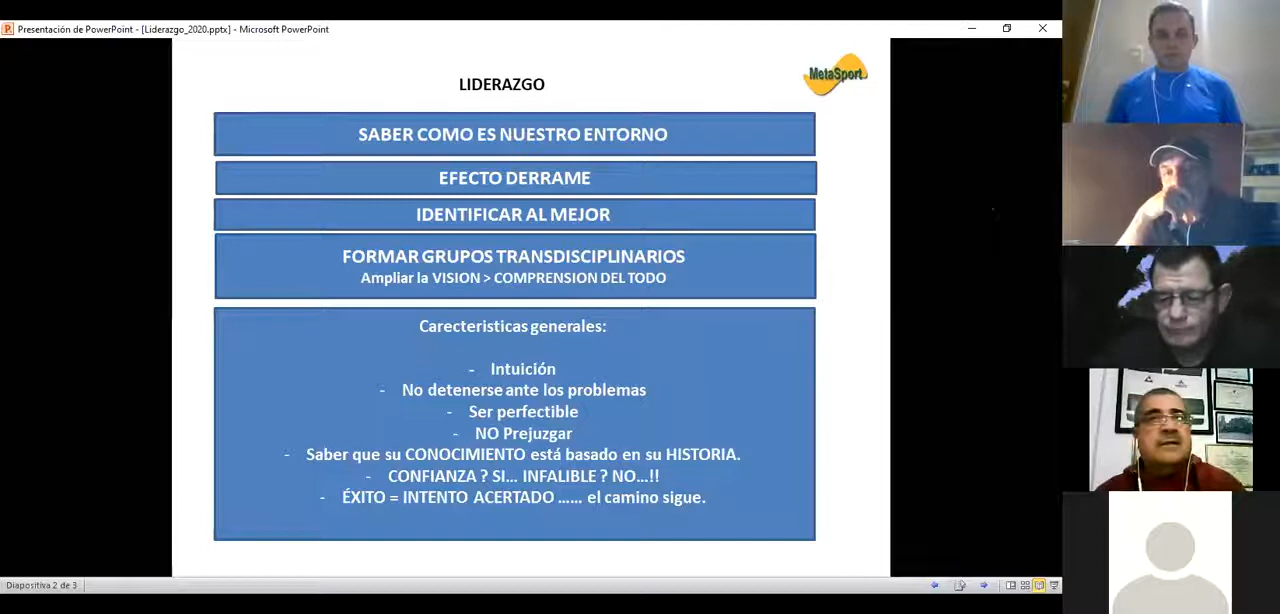 Presentación de PowerPoint - [Liderazgo_2020.pptx] - Microsoft PowerPoint
LIDERAZGO
MetaSport
SABER COMO ES NUESTRO ENTORNO
EFECTO DERRAME
IDENTIFICAR AL MEJOR
FORMAR GRUPOS TRANSDISCIPLINARIOS
Ampliar la VISION > COMPRENSION DEL TODO
Carecteristicas generales:
- Intuición
- No detenerse ante los problemas
- Ser perfectible
- NO Prejuzgar
- Saber que su CONOCIMIENTO está basado en su HISTORIA.
- CONFIANZA ? SI... INFALIBLE ? NO...!!
- ÉXITO = INTENTO ACERTADO ...... el camino sigue.
Diapositiva 2 de 3